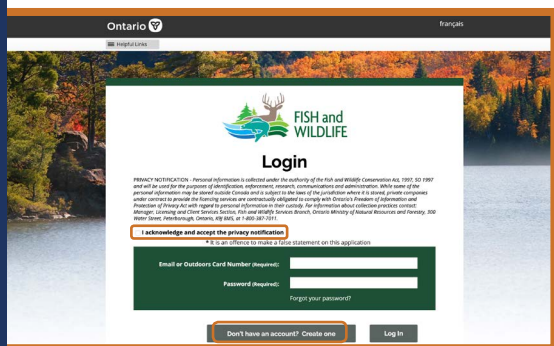 Ontario
français
Helpful Links
FISH and
WILDLIFE
Login
PRIVACY NOTIFICATION - Personal information is collected under the authority of the Fish and Wildlife Conservation Act, 1997, SO 1997
and will be used for the purposes of identification, enforcement, research, communications and administration. While some of the
personal information may be stored outside Canada and is subject to the laws of the jurisdiction where it is stored, private companies
under contract to provide the licensing services are contractually obligated to comply with Ontario's Freedom of Information and
Protection of Privacy Act with regard to personal information in their custody. For information about collection practices contact:
Manager, Licensing and Client Services Section, Fish and Wildlife Services Branch, Ontario Ministry of Natural Resources and Forestry, 300
Water Street, Peterborough, Ontario, K9J 8M5, at 1-800-387-7011.
I acknowledge and accept the privacy notification
* It is an offence to make a false statement on this application
Email or Outdoors Card Number (Required):
Password (Required):
Forgot your password?
Don't have an account? Create one
Log In